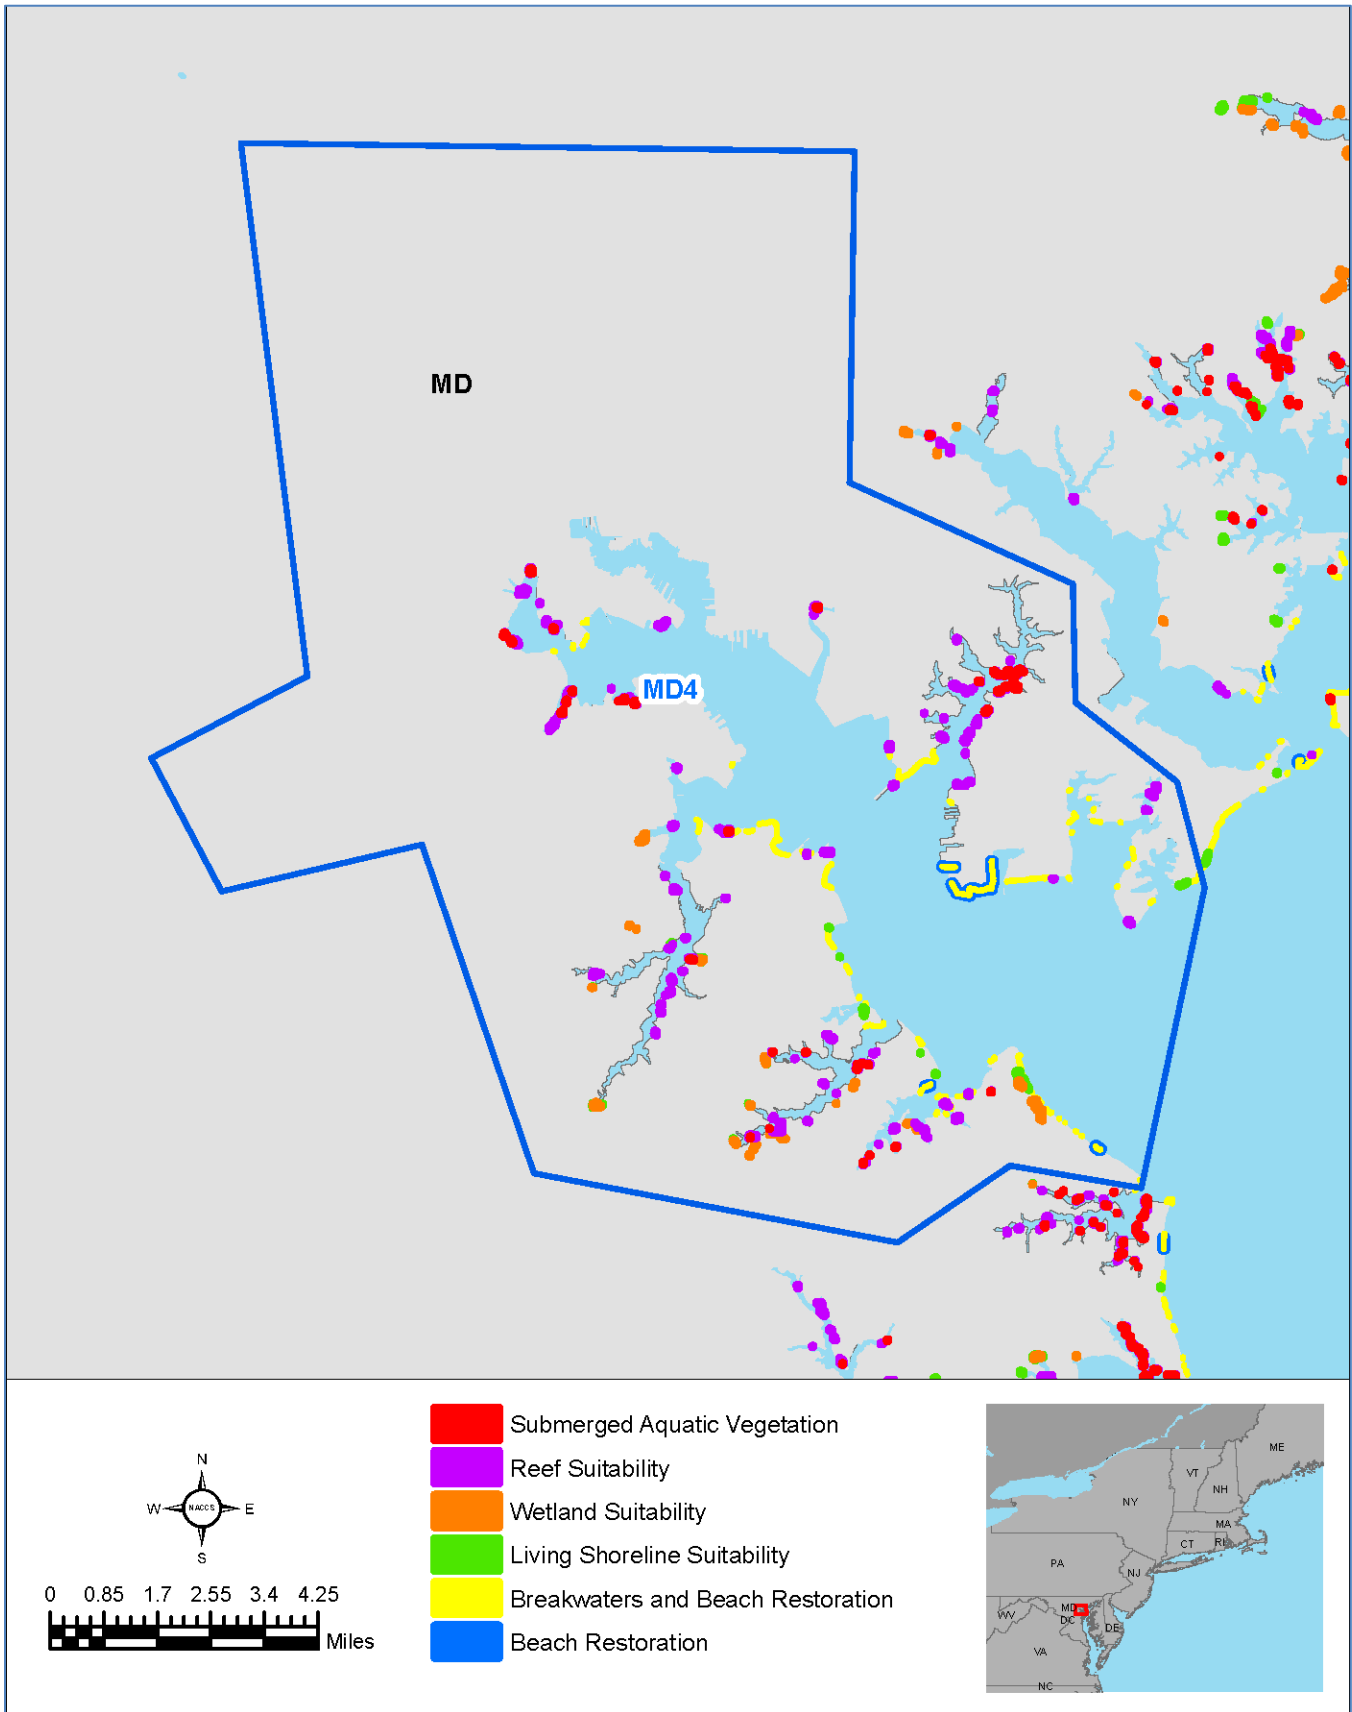 MD
MD4
N
W NACCS E
S
0 0.85 1.7 2.55 3.4 4.25
Miles
Submerged Aquatic Vegetation
Reef Suitability
Wetland Suitability
Living Shoreline Suitability
Breakwaters and Beach Restoration
Beach Restoration
ME
VT
NH
NY
MA
CT RI
PA
NJ
MD
WV DC DE
VA
NC